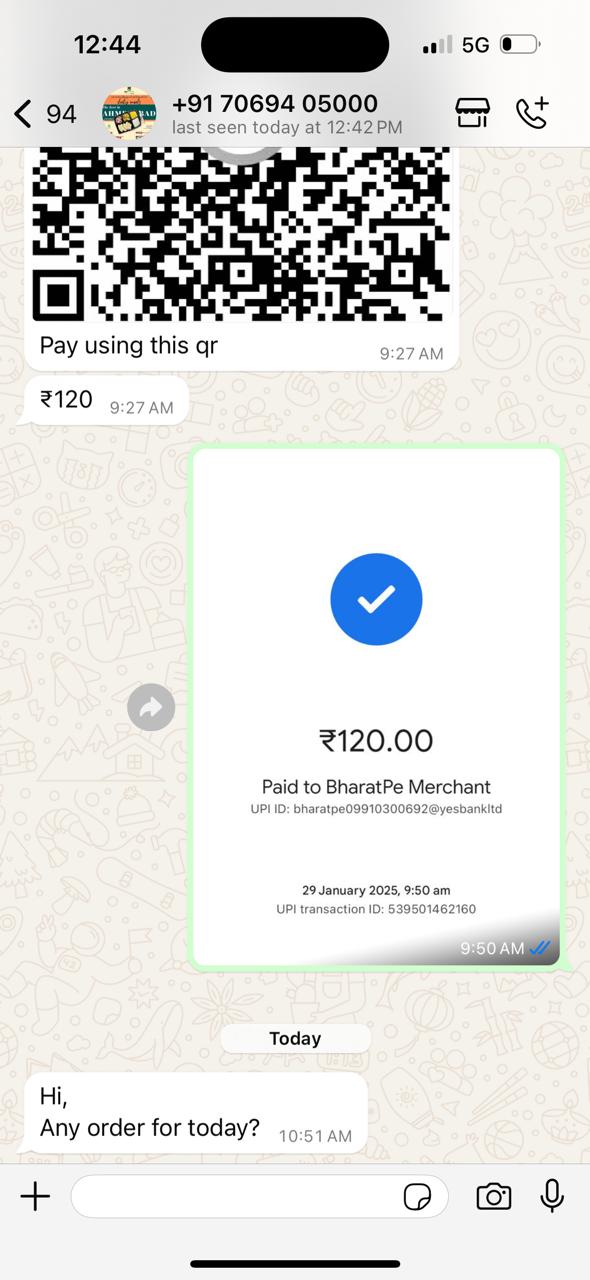 12:44
5G
94
+91 70694 05000
last seen today at 12:42 PM
Pay using this qr
9:27 AM
₹120
9:27 AM
₹120.00
Paid to BharatPe Merchant
UPI ID: bharatpe09910300692@yesbankltd
29 January 2025, 9:50 am
UPI transaction ID: 539501462160
9:50 AM
Today
Hi,
Any order for today?
10:51 AM